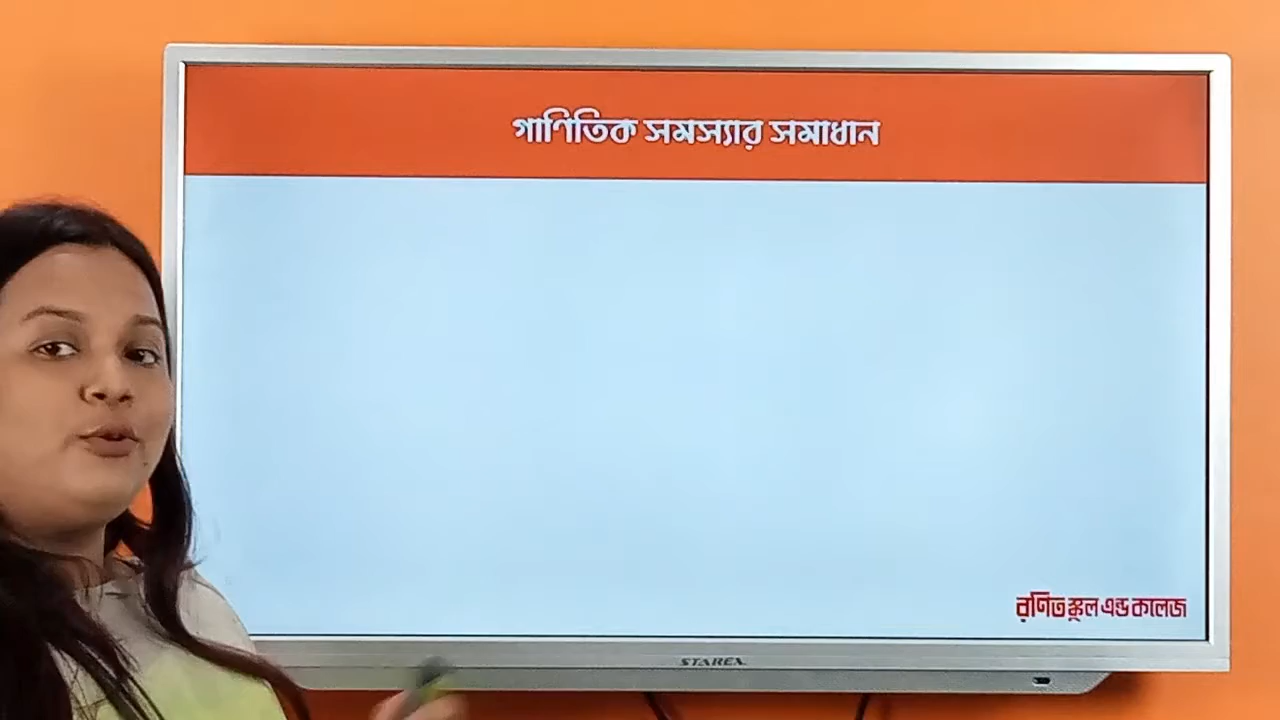 গাণিতিক সমস্যার সমাধান
রণিত স্কুল এন্ড কলেজ
STAREX